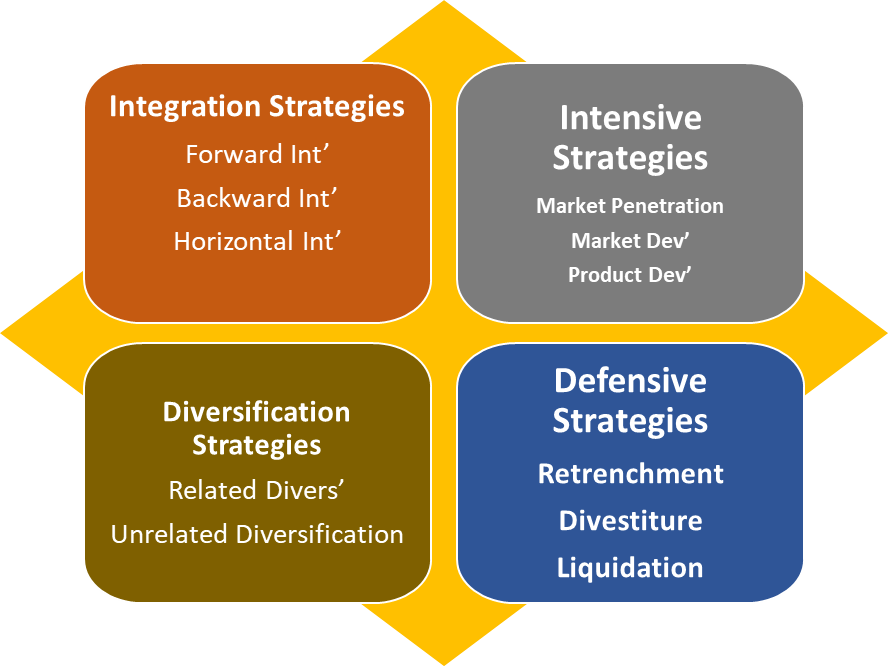 Integration Strategies
Forward Int’
Backward Int’
Horizontal Int’
Intensive
Strategies
Market Penetration
Market Dev’
Product Dev’
Diversification
Strategies
Related Divers’
Unrelated Diversification
Defensive
Strategies
Retrenchment
Divestiture
Liquidation